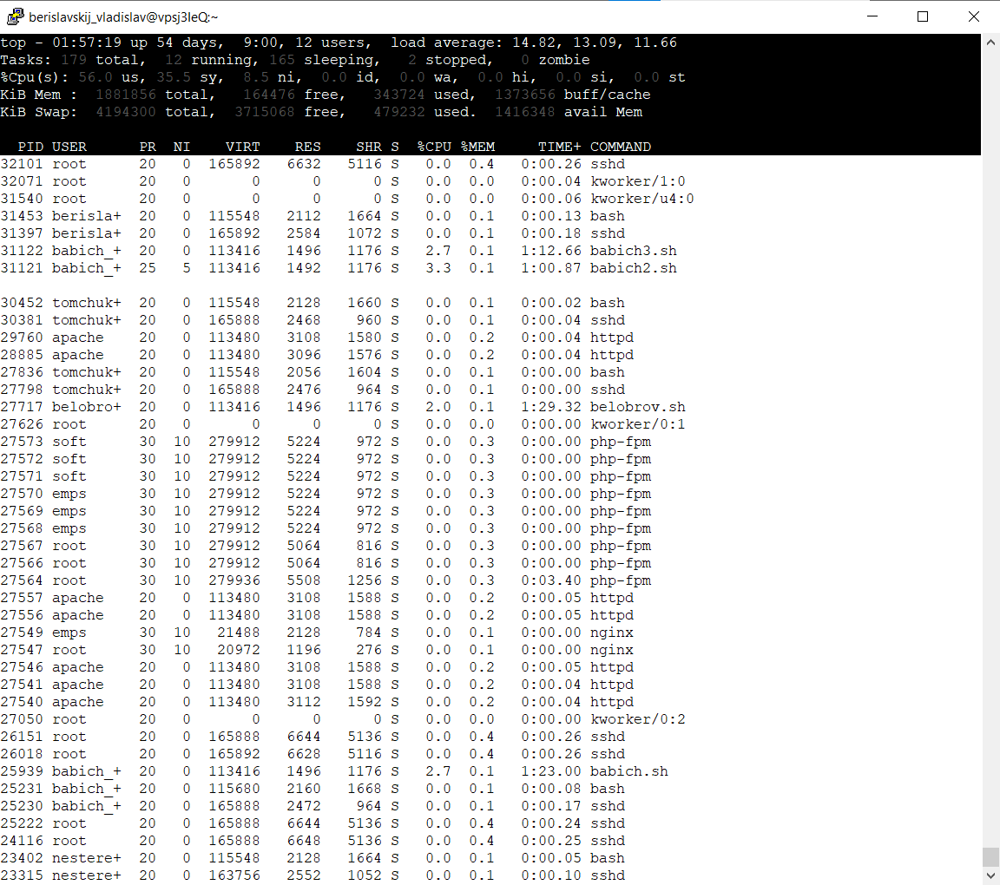 berislavskij_vladislav@vpsj3IeQ:~
top - 01:57:19 up 54 days,  9:00, 12 users,  load average: 14.82, 13.09, 11.66
Tasks: 179 total,  12 running, 165 sleeping,   2 stopped,   0 zombie
%Cpu(s): 56.0 us, 35.5 sy,  8.5 ni,  0.0 id,  0.0 wa,  0.0 hi,  0.0 si,  0.0 st
KiB Mem :  1881856 total,   164476 free,   343724 used,  1373656 buff/cache
KiB Swap:  4194300 total,  3715068 free,   479232 used.  1416348 avail Mem
  PID USER      PR  NI    VIRT    RES    SHR S  %CPU %MEM     TIME+ COMMAND
32101 root      20   0  165892   6632   5116 S   0.0  0.4   0:00.26 sshd
32071 root      20   0       0      0      0 S   0.0  0.0   0:00.04 kworker/1:0
31540 root      20   0       0      0      0 S   0.0  0.0   0:00.06 kworker/u4:0
31453 berisla+  20   0  115548   2112   1664 S   0.0  0.1   0:00.13 bash
31397 berisla+  20   0  165892   2584   1072 S   0.0  0.1   0:00.18 sshd
31122 babich_+  20   0  113416   1496   1176 S   2.7  0.1   1:12.66 babich3.sh
31121 babich_+  25   5  113416   1492   1176 S   3.3  0.1   1:00.87 babich2.sh
30452 tomchuk+  20   0  115548   2128   1660 S   0.0  0.1   0:00.02 bash
30381 tomchuk+  20   0  165888   2468    960 S   0.0  0.1   0:00.04 sshd
29760 apache    20   0  113480   3108   1580 S   0.0  0.2   0:00.04 httpd
28885 apache    20   0  113480   3096   1576 S   0.0  0.2   0:00.04 httpd
27836 tomchuk+  20   0  115548   2056   1604 S   0.0  0.1   0:00.00 bash
27798 tomchuk+  20   0  165888   2476    964 S   0.0  0.1   0:00.00 sshd
27717 belobro+  20   0  113416   1496   1176 S   2.0  0.1   1:29.32 belobrov.sh
27626 root      20   0       0      0      0 S   0.0  0.0   0:00.00 kworker/0:1
27573 soft      30  10  279912   5224    972 S   0.0  0.3   0:00.00 php-fpm
27572 soft      30  10  279912   5224    972 S   0.0  0.3   0:00.00 php-fpm
27571 soft      30  10  279912   5224    972 S   0.0  0.3   0:00.00 php-fpm
27570 emps      30  10  279912   5224    972 S   0.0  0.3   0:00.00 php-fpm
27569 emps      30  10  279912   5224    972 S   0.0  0.3   0:00.00 php-fpm
27568 emps      30  10  279912   5224    972 S   0.0  0.3   0:00.00 php-fpm
27567 root      30  10  279912   5064    816 S   0.0  0.3   0:00.00 php-fpm
27566 root      30  10  279912   5064    816 S   0.0  0.3   0:00.00 php-fpm
27564 root      30  10  279936   5508   1256 S   0.0  0.3   0:03.40 php-fpm
27557 apache    20   0  113480   3108   1588 S   0.0  0.2   0:00.05 httpd
27556 apache    20   0  113480   3108   1588 S   0.0  0.2   0:00.05 httpd
27549 emps      30  10   21488   2128    784 S   0.0  0.1   0:00.00 nginx
27547 root      30  10   20972   1196    276 S   0.0  0.1   0:00.00 nginx
27546 apache    20   0  113480   3108   1588 S   0.0  0.2   0:00.05 httpd
27541 apache    20   0  113480   3108   1588 S   0.0  0.2   0:00.04 httpd
27540 apache    20   0  113480   3112   1592 S   0.0  0.2   0:00.04 httpd
27050 root      20   0       0      0      0 S   0.0  0.0   0:00.00 kworker/0:2
26151 root      20   0  165888   6644   5136 S   0.0  0.4   0:00.26 sshd
26018 root      20   0  165892   6628   5116 S   0.0  0.4   0:00.26 sshd
25939 babich_+  20   0  113416   1496   1176 S   2.7  0.1   1:23.00 babich.sh
25231 babich_+  20   0  115680   2160   1668 S   0.0  0.1   0:00.08 bash
25230 babich_+  20   0  165888   2472    964 S   0.0  0.1   0:00.17 sshd
25222 root      20   0  165888   6644   5136 S   0.0  0.4   0:00.24 sshd
24116 root      20   0  165888   6648   5136 S   0.0  0.4   0:00.25 sshd
23402 nestere+  20   0  115548   2128   1664 S   0.0  0.1   0:00.05 bash
23315 nestere+  20   0  163756   2552   1052 S   0.0  0.1   0:00.10 sshd